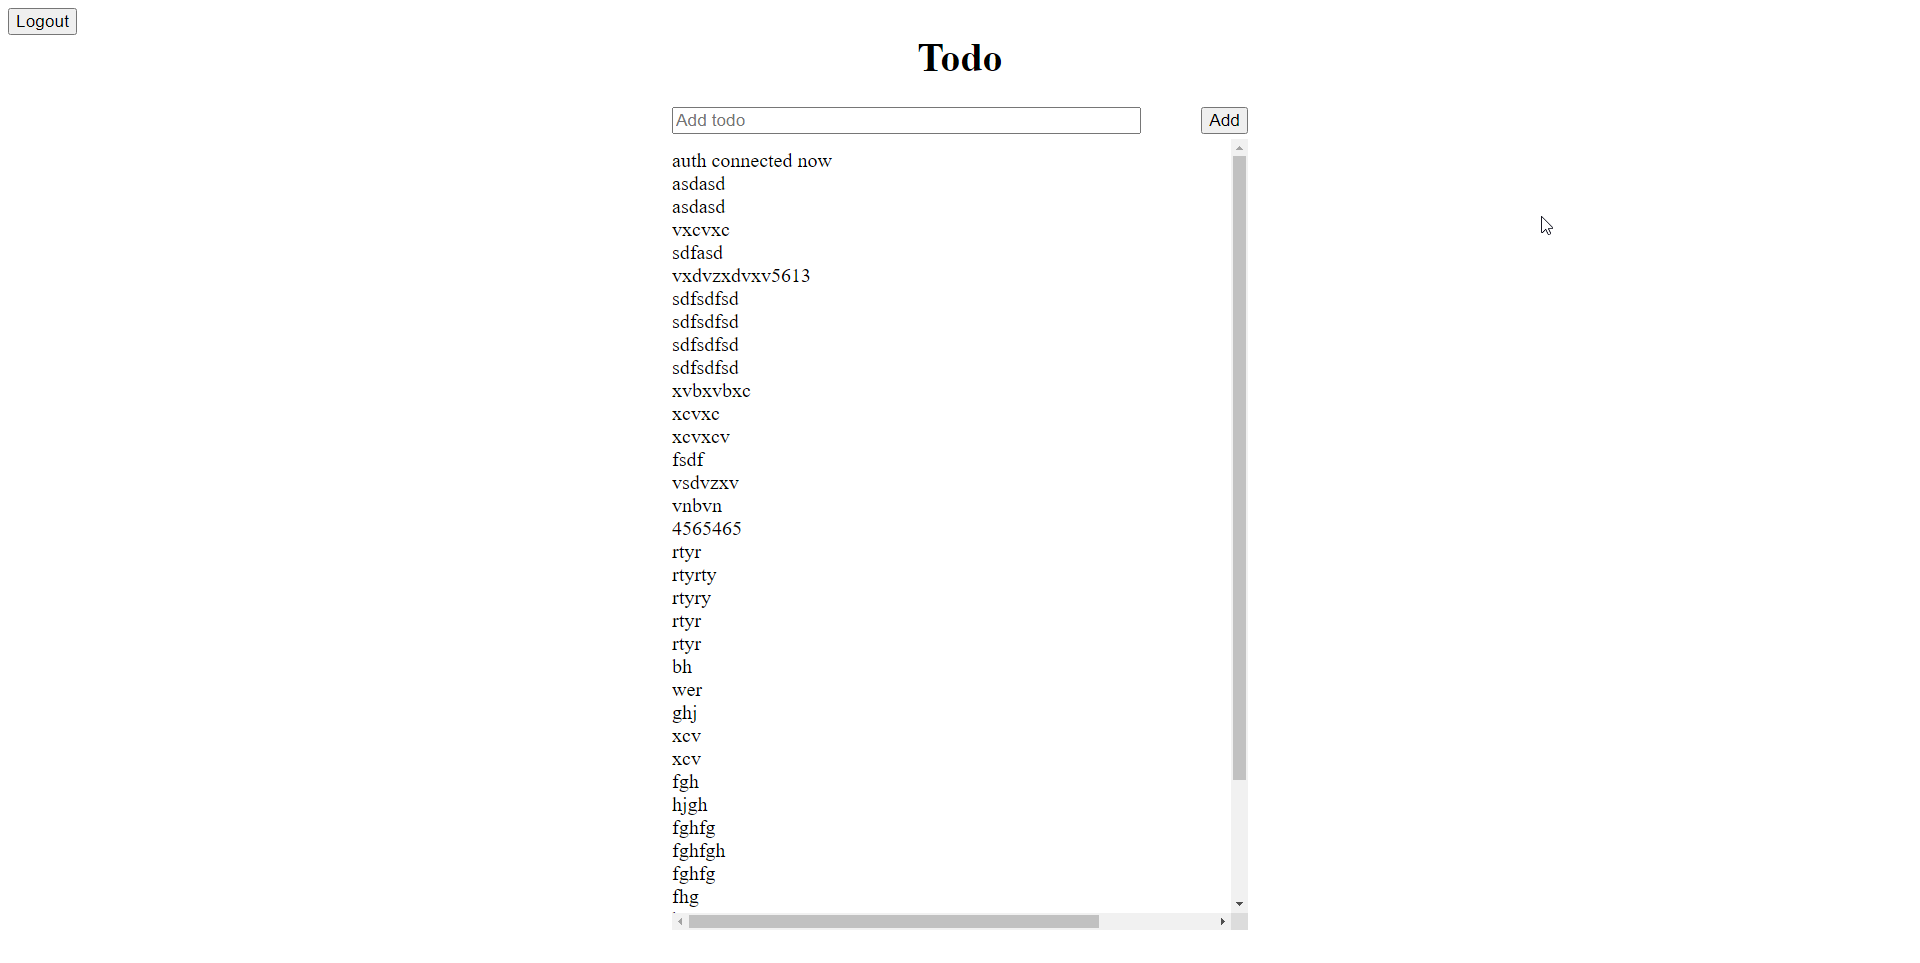 Logout
Todo
Add todo
Add
auth connected now
asdasd
asdasd
vxcvxc
sdfasd
vxdvzxdvxv5613
sdfsdfsd
sdfsdfsd
sdfsdfsd
sdfsdfsd
xvbxvbxc
xcvxc
xcvxcv
fsdf
vsdvzxv
vnbvn
4565465
rtyr
rtyrty
rtyry
rtyr
rtyr
bh
wer
ghj
xcv
xcv
fgh
hjgh
fghfg
fghfgh
fghfg
fhg